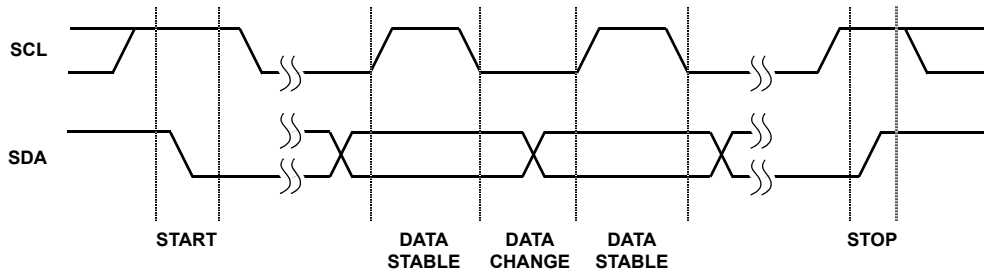 SCL
SDA
START
DATA
STABLE
DATA
CHANGE
DATA
STABLE
STOP